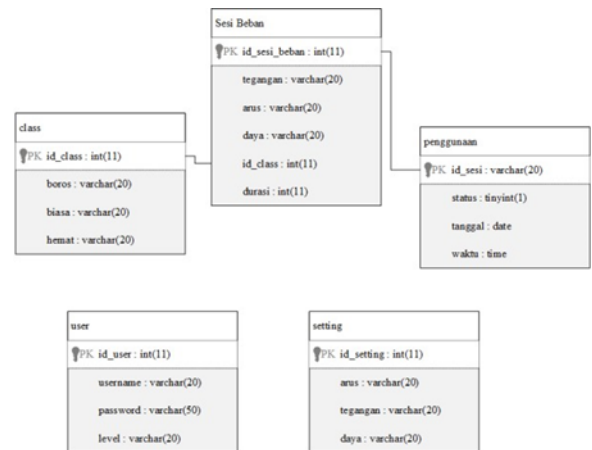 Sesi Beban
PK id_sesi_beban : int(11)
tegangan : varchar(20)
arus : varchar(20)
daya : varchar(20)
id_class : int(11)
durasi : int(11)
class
PK id_class : int(11)
boros : varchar(20)
biasa : varchar(20)
hemat : varchar(20)
penggunaan
PK id_sesi : varchar(20)
status : tinyint(1)
tanggal : date
waktu : time
user
PK id_user : int(11)
username : varchar(20)
password : varchar(50)
level : varchar(20)
setting
PK id_setting : int(11)
arus : varchar(20)
tegangan : varchar(20)
daya : varchar(20)